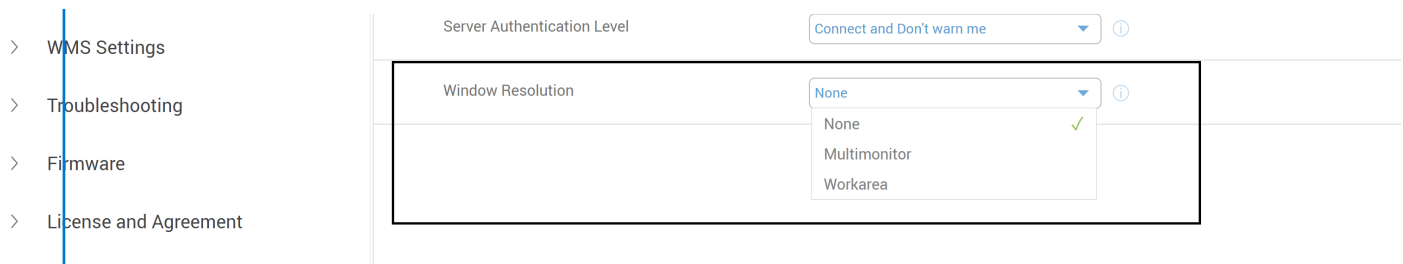 Server Authentication Level
Connect and Don't warn me
WMS Settings
Window Resolution
None
Troubleshooting
None
Multimonitor
Firmware
Workarea
License and Agreement